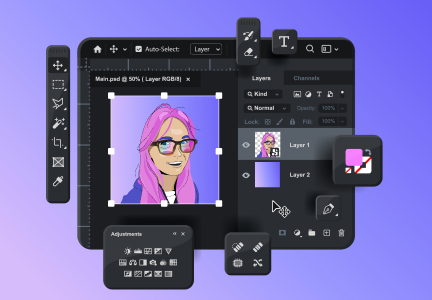 Auto-Select:
Layer
T
Main.psd @ 50% ( Layer RGB/8) ×
Layers
Channels
Kind
Normal
Opacity: 100%
Lock:
Fill: 100%
Layer 1
Layer 2
Adjustments